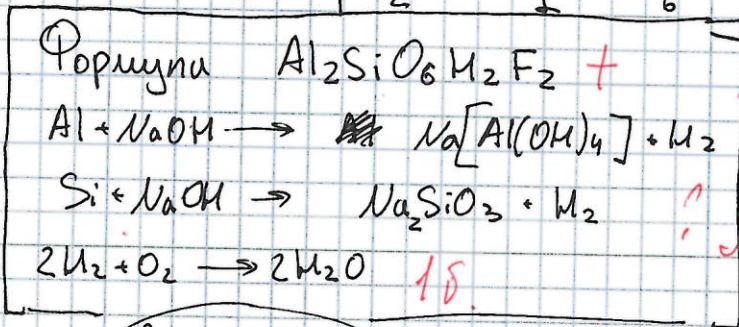 Формула Al₂SiO₆H₂F₂ +
Al + NaOH → Na[Al(OH)₄] + H₂
Si + NaOH → Na₂SiO₃ + H₂ ?
2H₂ + O₂ → 2H₂O 1б.